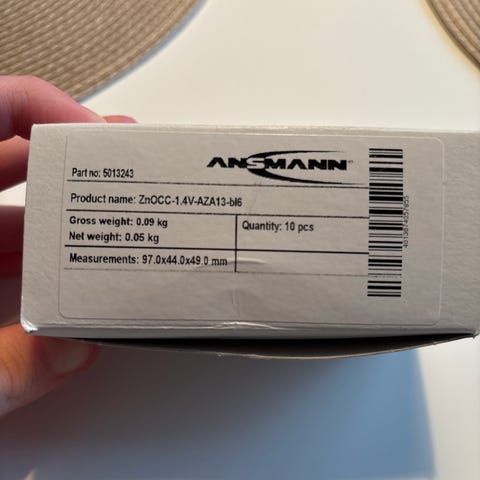 ANSMANN®
Part no: 5013243
Product name: ZnOCC-1.4V-AZA13-bl6
Gross weight: 0.09 kg
Net weight: 0.05 kg
Quantity: 10 pcs
Measurements: 97.0x44.0x49.0 mm